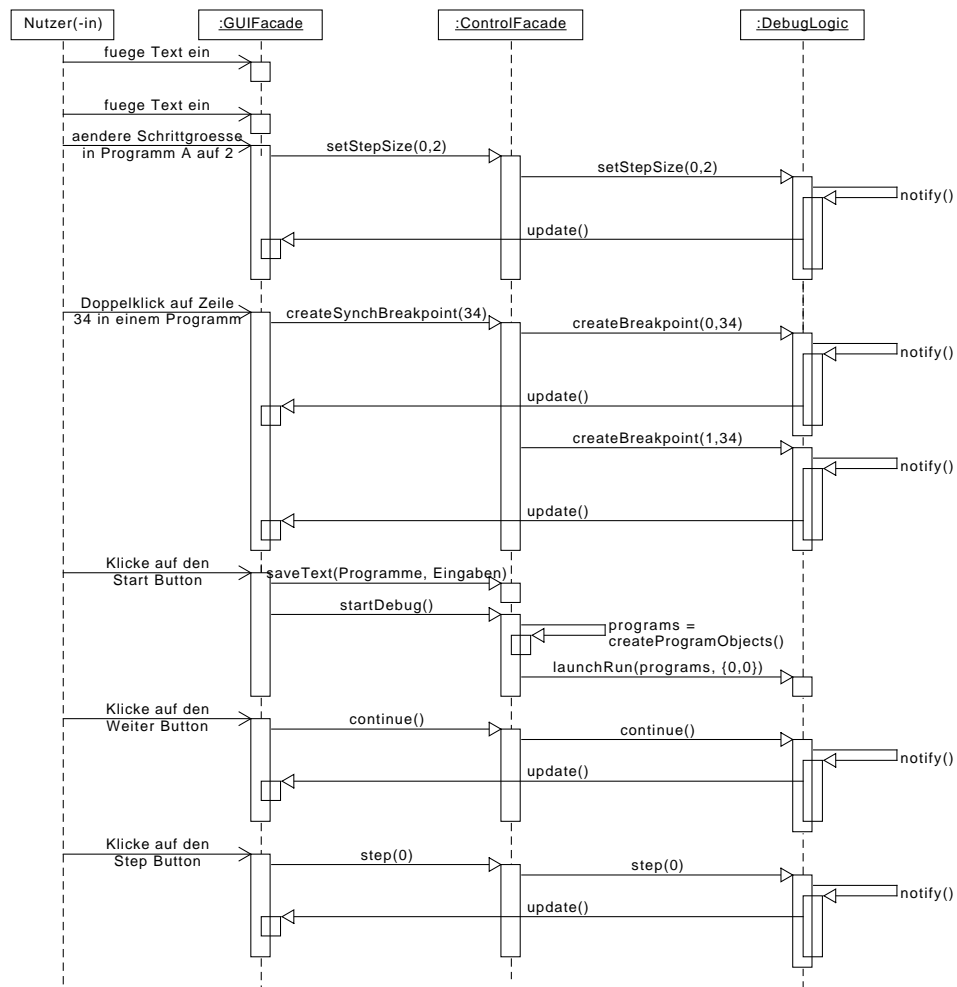 Nutzer(-in)
:GUIFacade
:ControlFacade
:DebugLogic
fuege Text ein
fuege Text ein
aendere Schrittgroesse
in Programm A auf 2
setStepSize(0,2)
setStepSize(0,2)
notify()
update()
Doppelklick auf Zeile
34 in einem Programm
createSynchBreakpoint(34)
createBreakpoint(0,34)
notify()
update()
createBreakpoint(1,34)
notify()
update()
Klicke auf den
Start Button
saveText(Programme, Eingaben)
startDebug()
programs =
createProgramObjects()
launchRun(programs, {0,0})
Klicke auf den
Weiter Button
continue()
continue()
notify()
update()
Klicke auf den
Step Button
step(0)
step(0)
notify()
update()